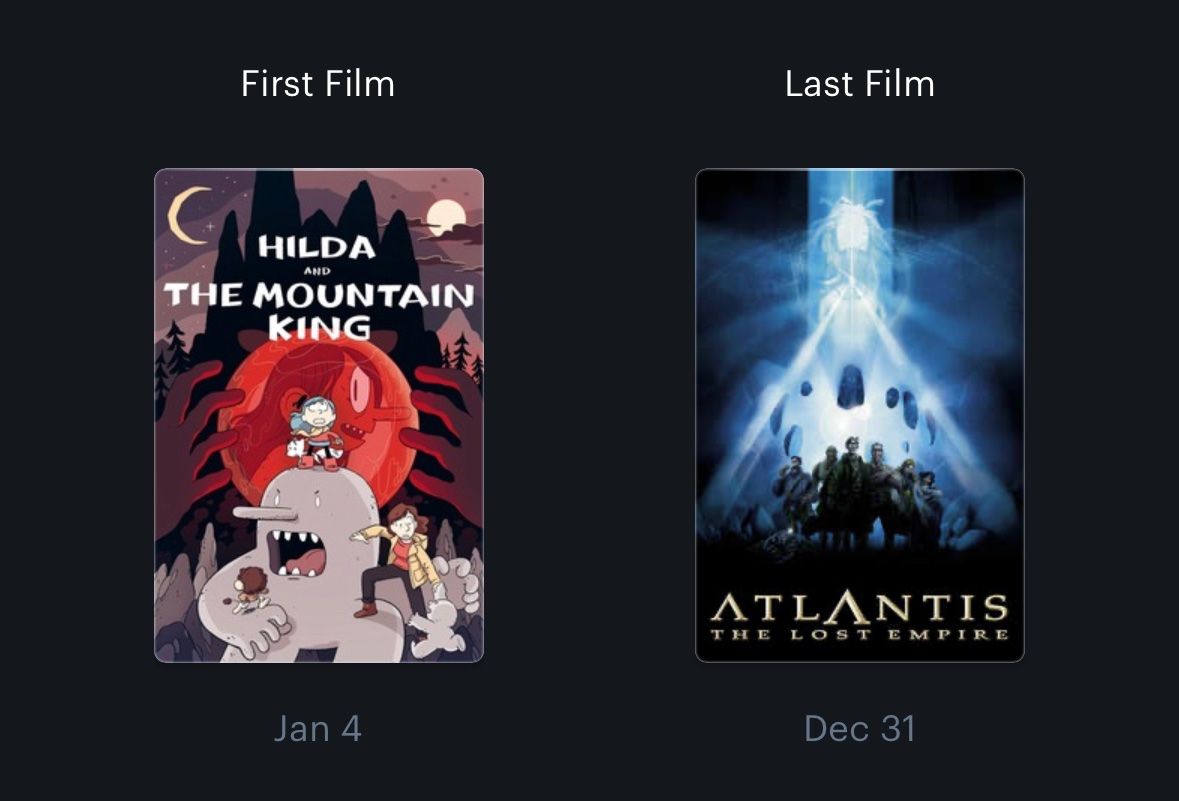 First Film
Last Film
HILDA
AND
THE MOUNTAIN
KING
ATLANTIS
THE LOST EMPIRE
Jan 4
Dec 31